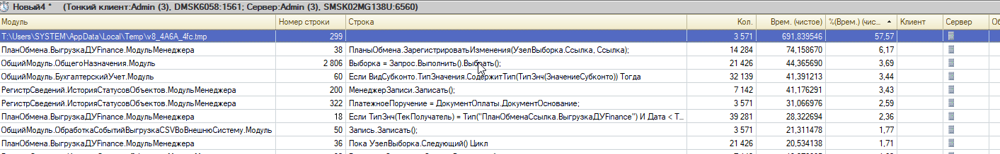 Новый4 * (Тонкий клиент:Admin (3), DMSK6058:1561; Сервер:Admin (3), SMSK02MG138U:6560)
Модуль Номер строки Строка Кол. Врем. (чистое) %(Врем.) (чис... Клиент Сервер Об
T:\Users\SYSTEM\AppData\Local\Temp\v8_4A6A_4fc.tmp 299 3 571 691,839546 57,57
ПланОбмена.ВыгрузкаДУFinance.МодульМенеджера 38 ПланыОбмена.ЗарегистрироватьИзменения(УзелВыборка.Ссылка, Ссылка); 14 284 74,158670 6,17
ОбщийМодуль.ОбщегоНазначения.Модуль 2 806 Выборка = Запрос.Выполнить().Выбрать(); 21 426 44,365690 3,69
ОбщийМодуль.БухгалтерскийУчет.Модуль 60 Если ВидСубконто.ТипЗначения.СодержитТип(ТипЗнч(ЗначениеСубконто)) Тогда 32 139 41,391213 3,44
РегистрСведений.ИсторияСтатусовОбъектов.МодульМенеджера 200 МенеджерЗаписи.Записать(); 7 142 41,176291 3,43
РегистрСведений.ИсторияСтатусовОбъектов.МодульМенеджера 322 ПлатежноеПоручение = ДокументОплаты.ДокументОснование; 3 571 31,066976 2,59
ПланОбмена.ВыгрузкаДУFinance.МодульМенеджера 18 Если ТипЗнч(ТекПолучатель) = Тип("ПланОбменаСсылка.ВыгрузкаДУFinance") И Дата < Т... 39 281 28,322694 2,36
ОбщийМодуль.ОбработкаСобытийВыгрузкаCSVВоВнешнюСистему.Модуль 50 Запись.Записать(); 3 571 21,311478 1,77
ПланОбмена.ВыгрузкаДУFinance.МодульМенеджера 36 Пока УзелВыборка.Следующий() Цикл 21 426 20,534138 1,71